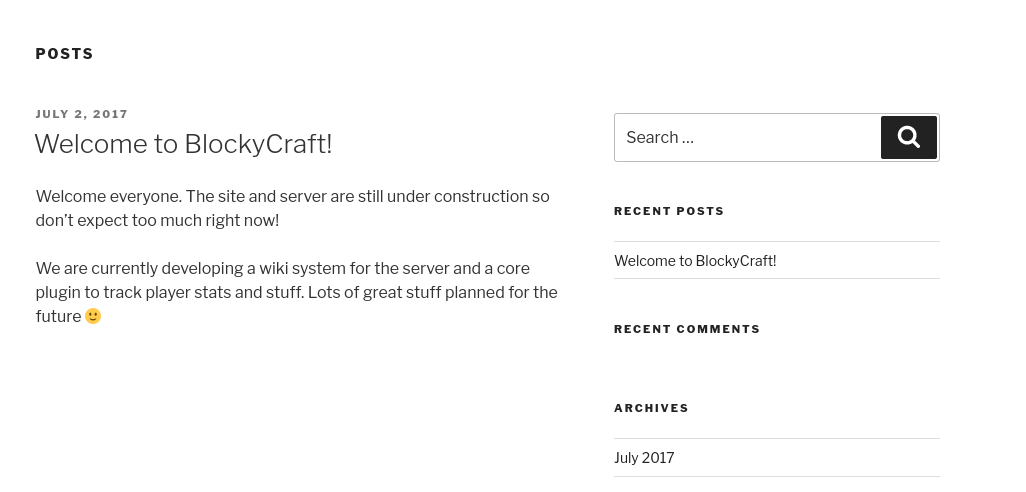 POSTS
JULY 2, 2017
Welcome to BlockyCraft!
Welcome everyone. The site and server are still under construction so
don’t expect too much right now!
We are currently developing a wiki system for the server and a core
plugin to track player stats and stuff. Lots of great stuff planned for the
future 🙂
Search …
RECENT POSTS
Welcome to BlockyCraft!
RECENT COMMENTS
ARCHIVES
July 2017